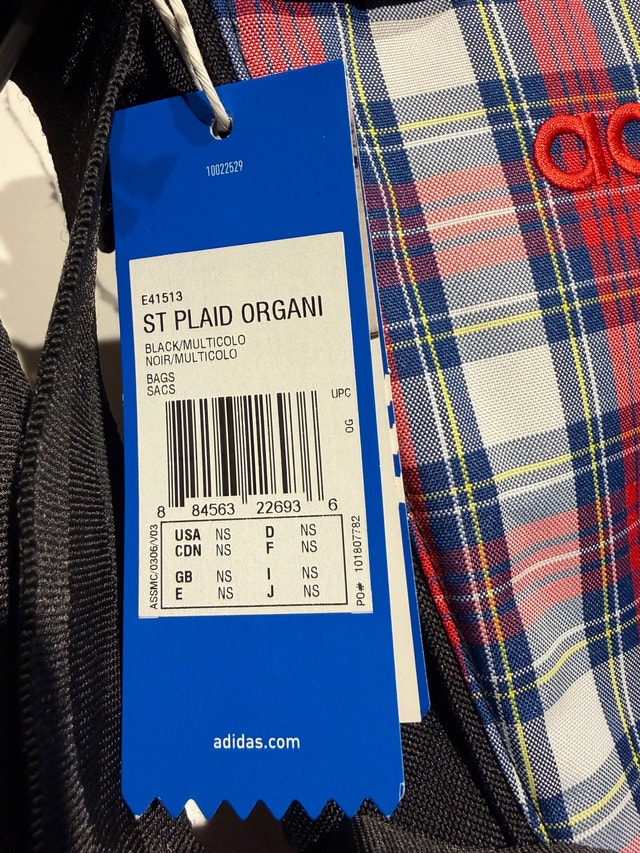 10022529
E41513
ST PLAID ORGANI
BLACK/MULTICOLO
NOIR/MULTICOLO
BAGS
SACS
UPC
OG
8 84563 22693 6
USA NS D NS
CDN NS F NS
GB NS I NS
E NS J NS
ASSMC/0306/V03
PO# 101807782
adidas.com